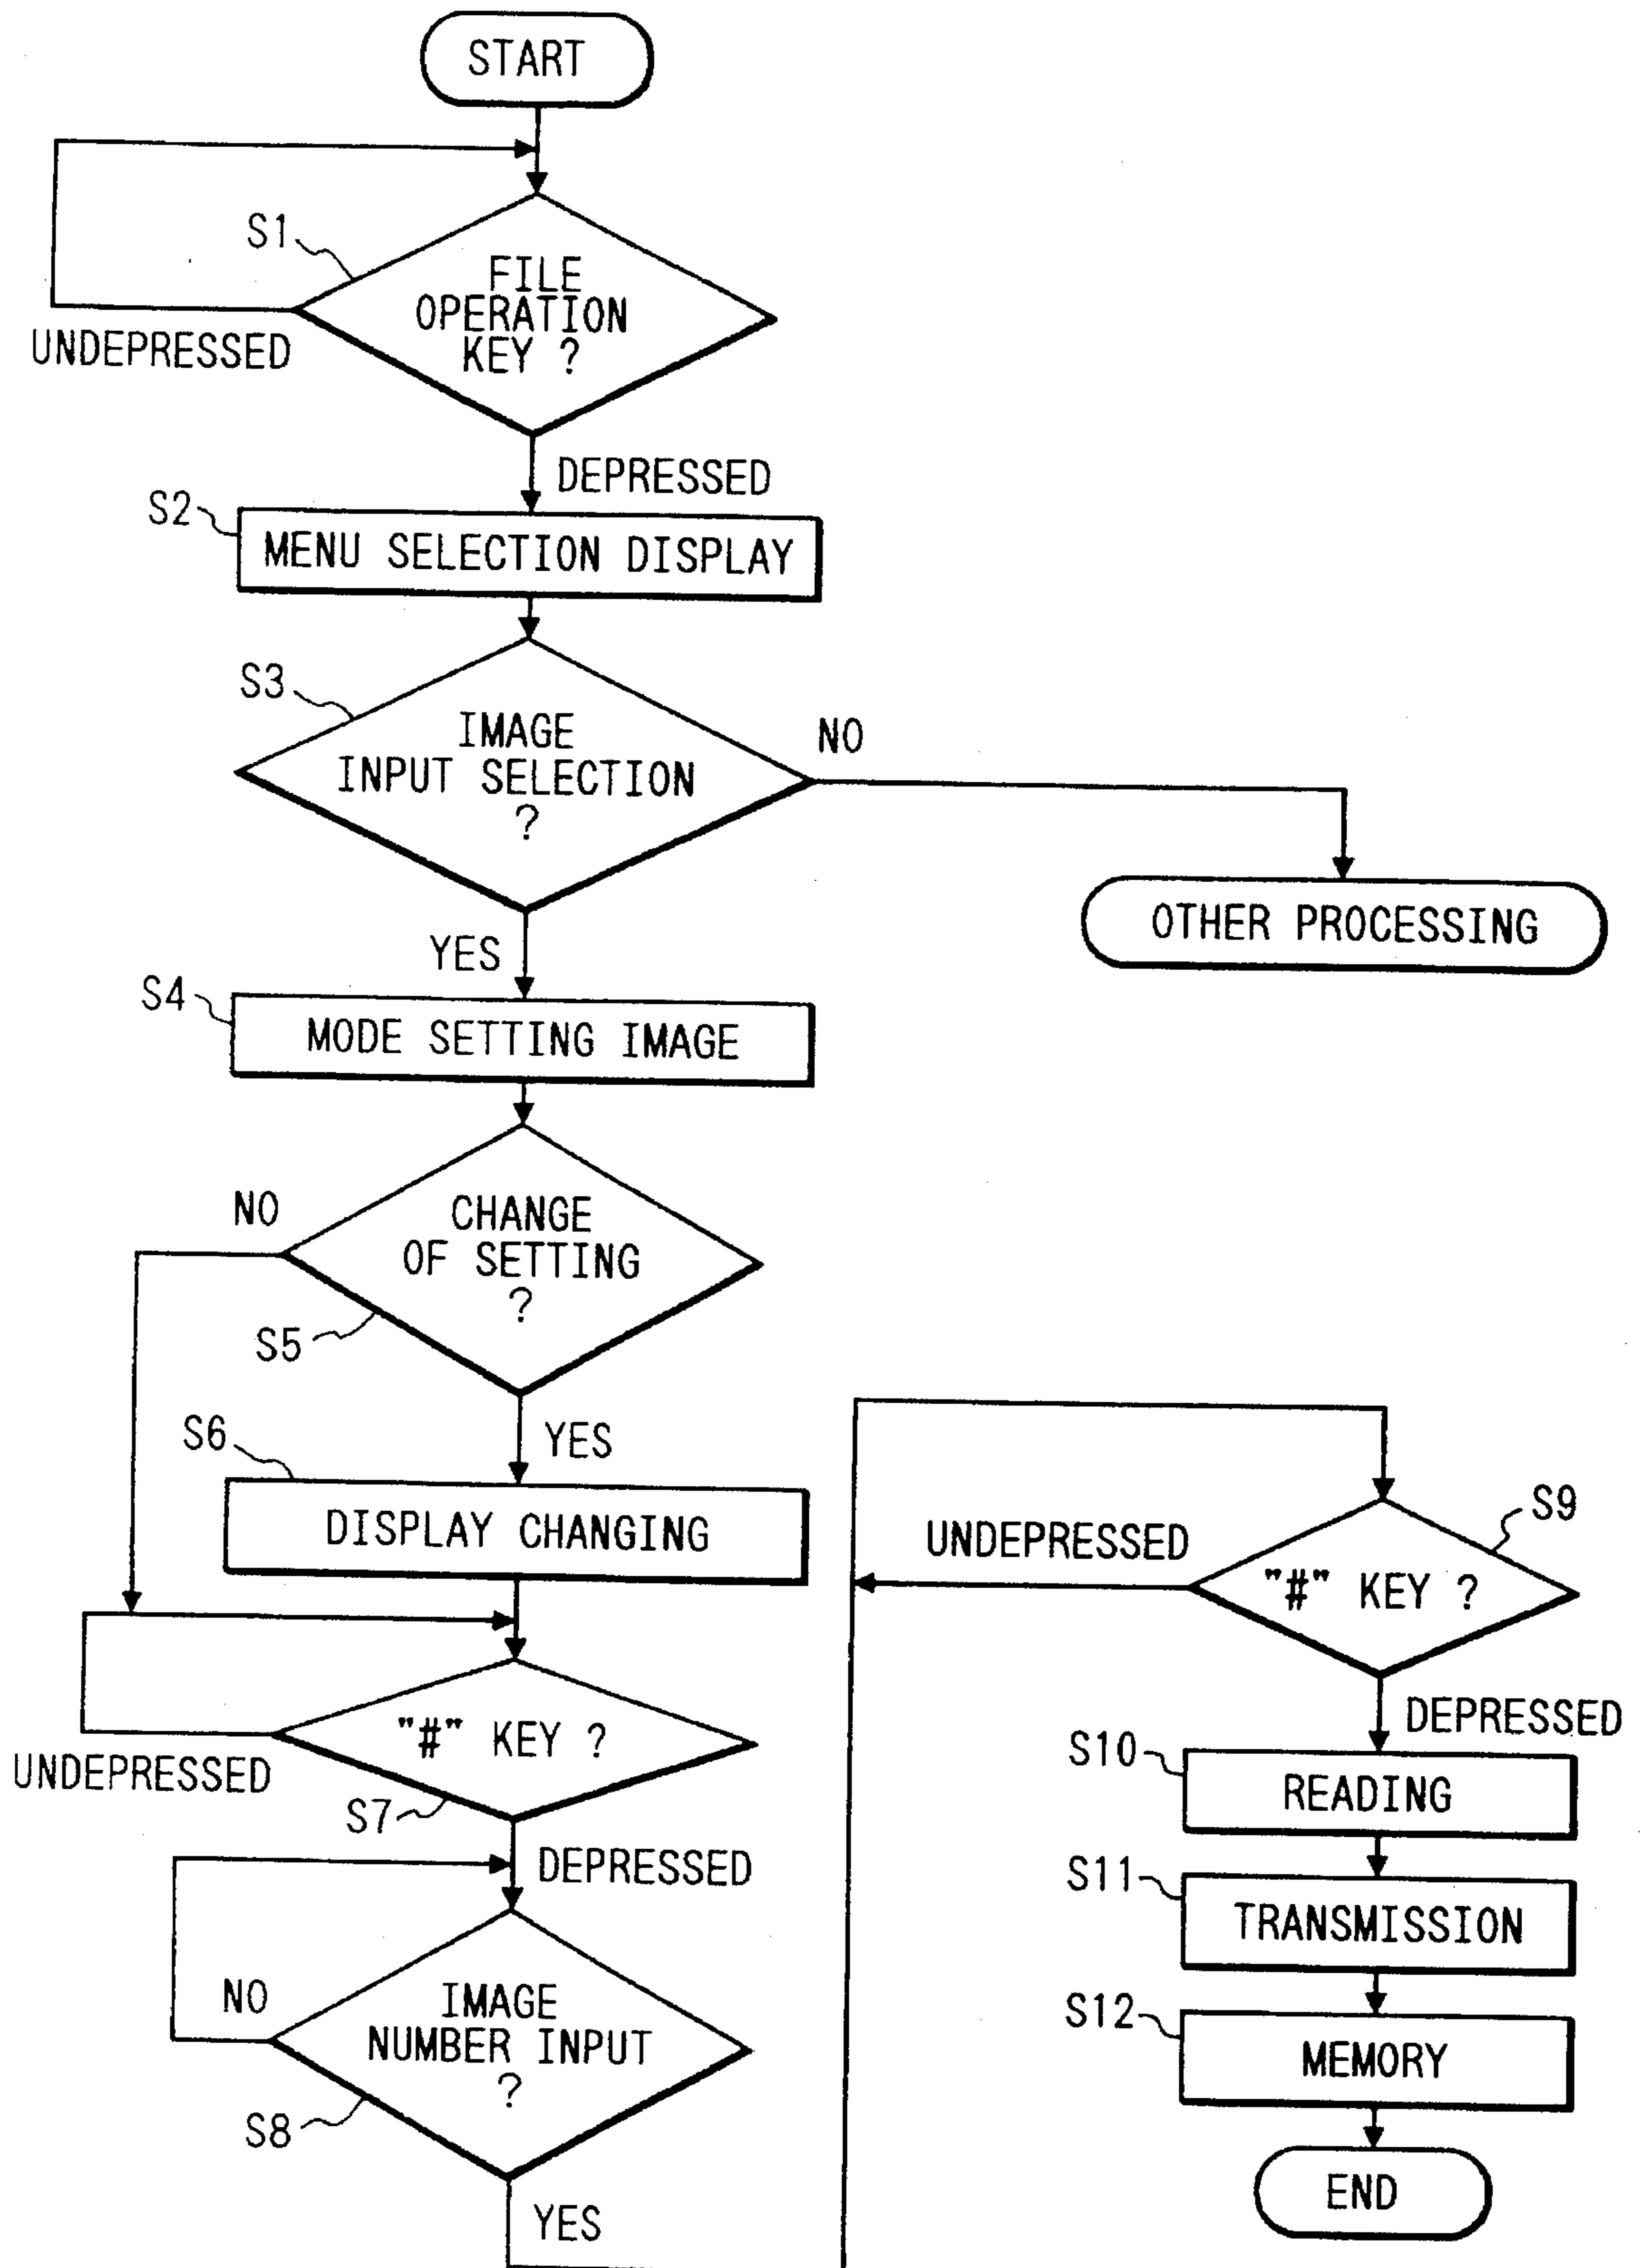 START
S1
FILE
OPERATION
KEY ?
UNDEPRESSED
DEPRESSED
S2
MENU SELECTION DISPLAY
S3
IMAGE
INPUT SELECTION
?
NO
OTHER PROCESSING
YES
S4
MODE SETTING IMAGE
NO
CHANGE
OF SETTING
?
S5
YES
S6
DISPLAY CHANGING
"#" KEY ?
UNDEPRESSED
S7
DEPRESSED
NO
IMAGE
NUMBER INPUT
?
S8
YES
S9
UNDEPRESSED
"#" KEY ?
DEPRESSED
S10
READING
S11
TRANSMISSION
S12
MEMORY
END